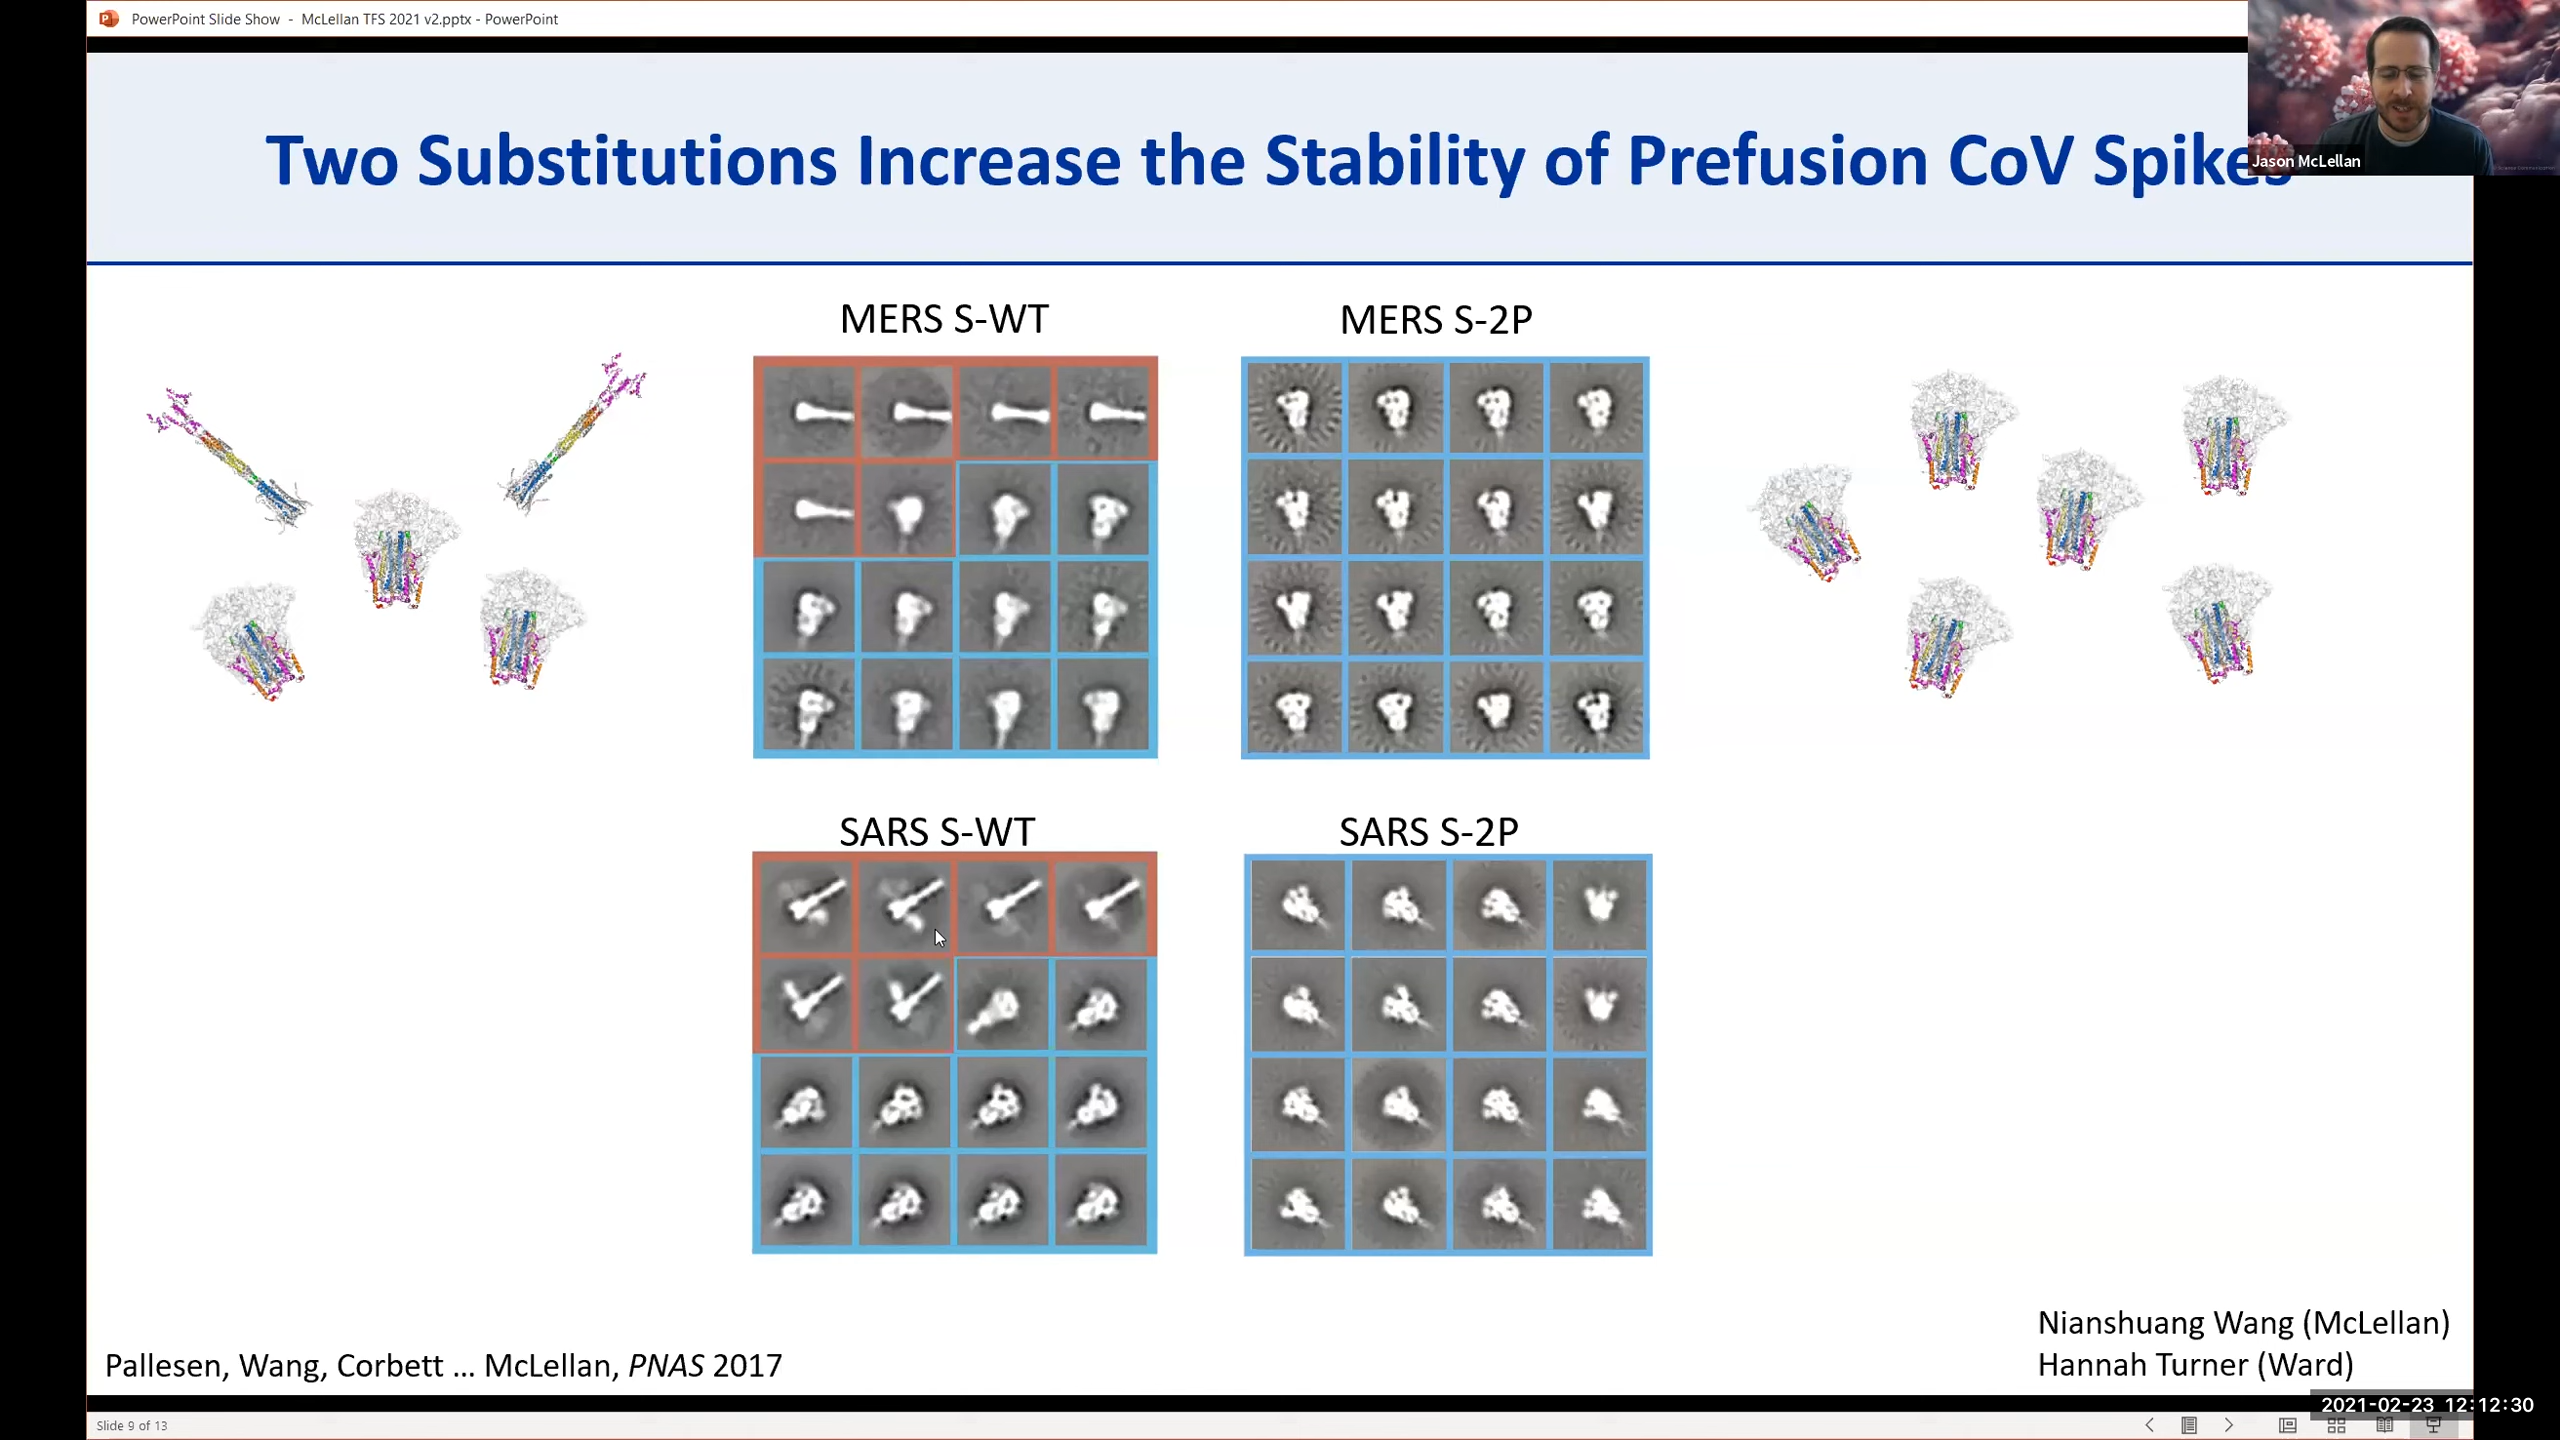 PowerPoint Slide Show - McLellan TFS 2021 v2.pptx - PowerPoint
Two Substitutions Increase the Stability of Prefusion CoV Spikes
Jason McLellan
MERS S-WT
MERS S-2P
SARS S-WT
SARS S-2P
Nianshuang Wang (McLellan)
Hannah Turner (Ward)
Pallesen, Wang, Corbett ... McLellan, PNAS 2017
2021-02-23 12:12:30
Slide 9 of 13